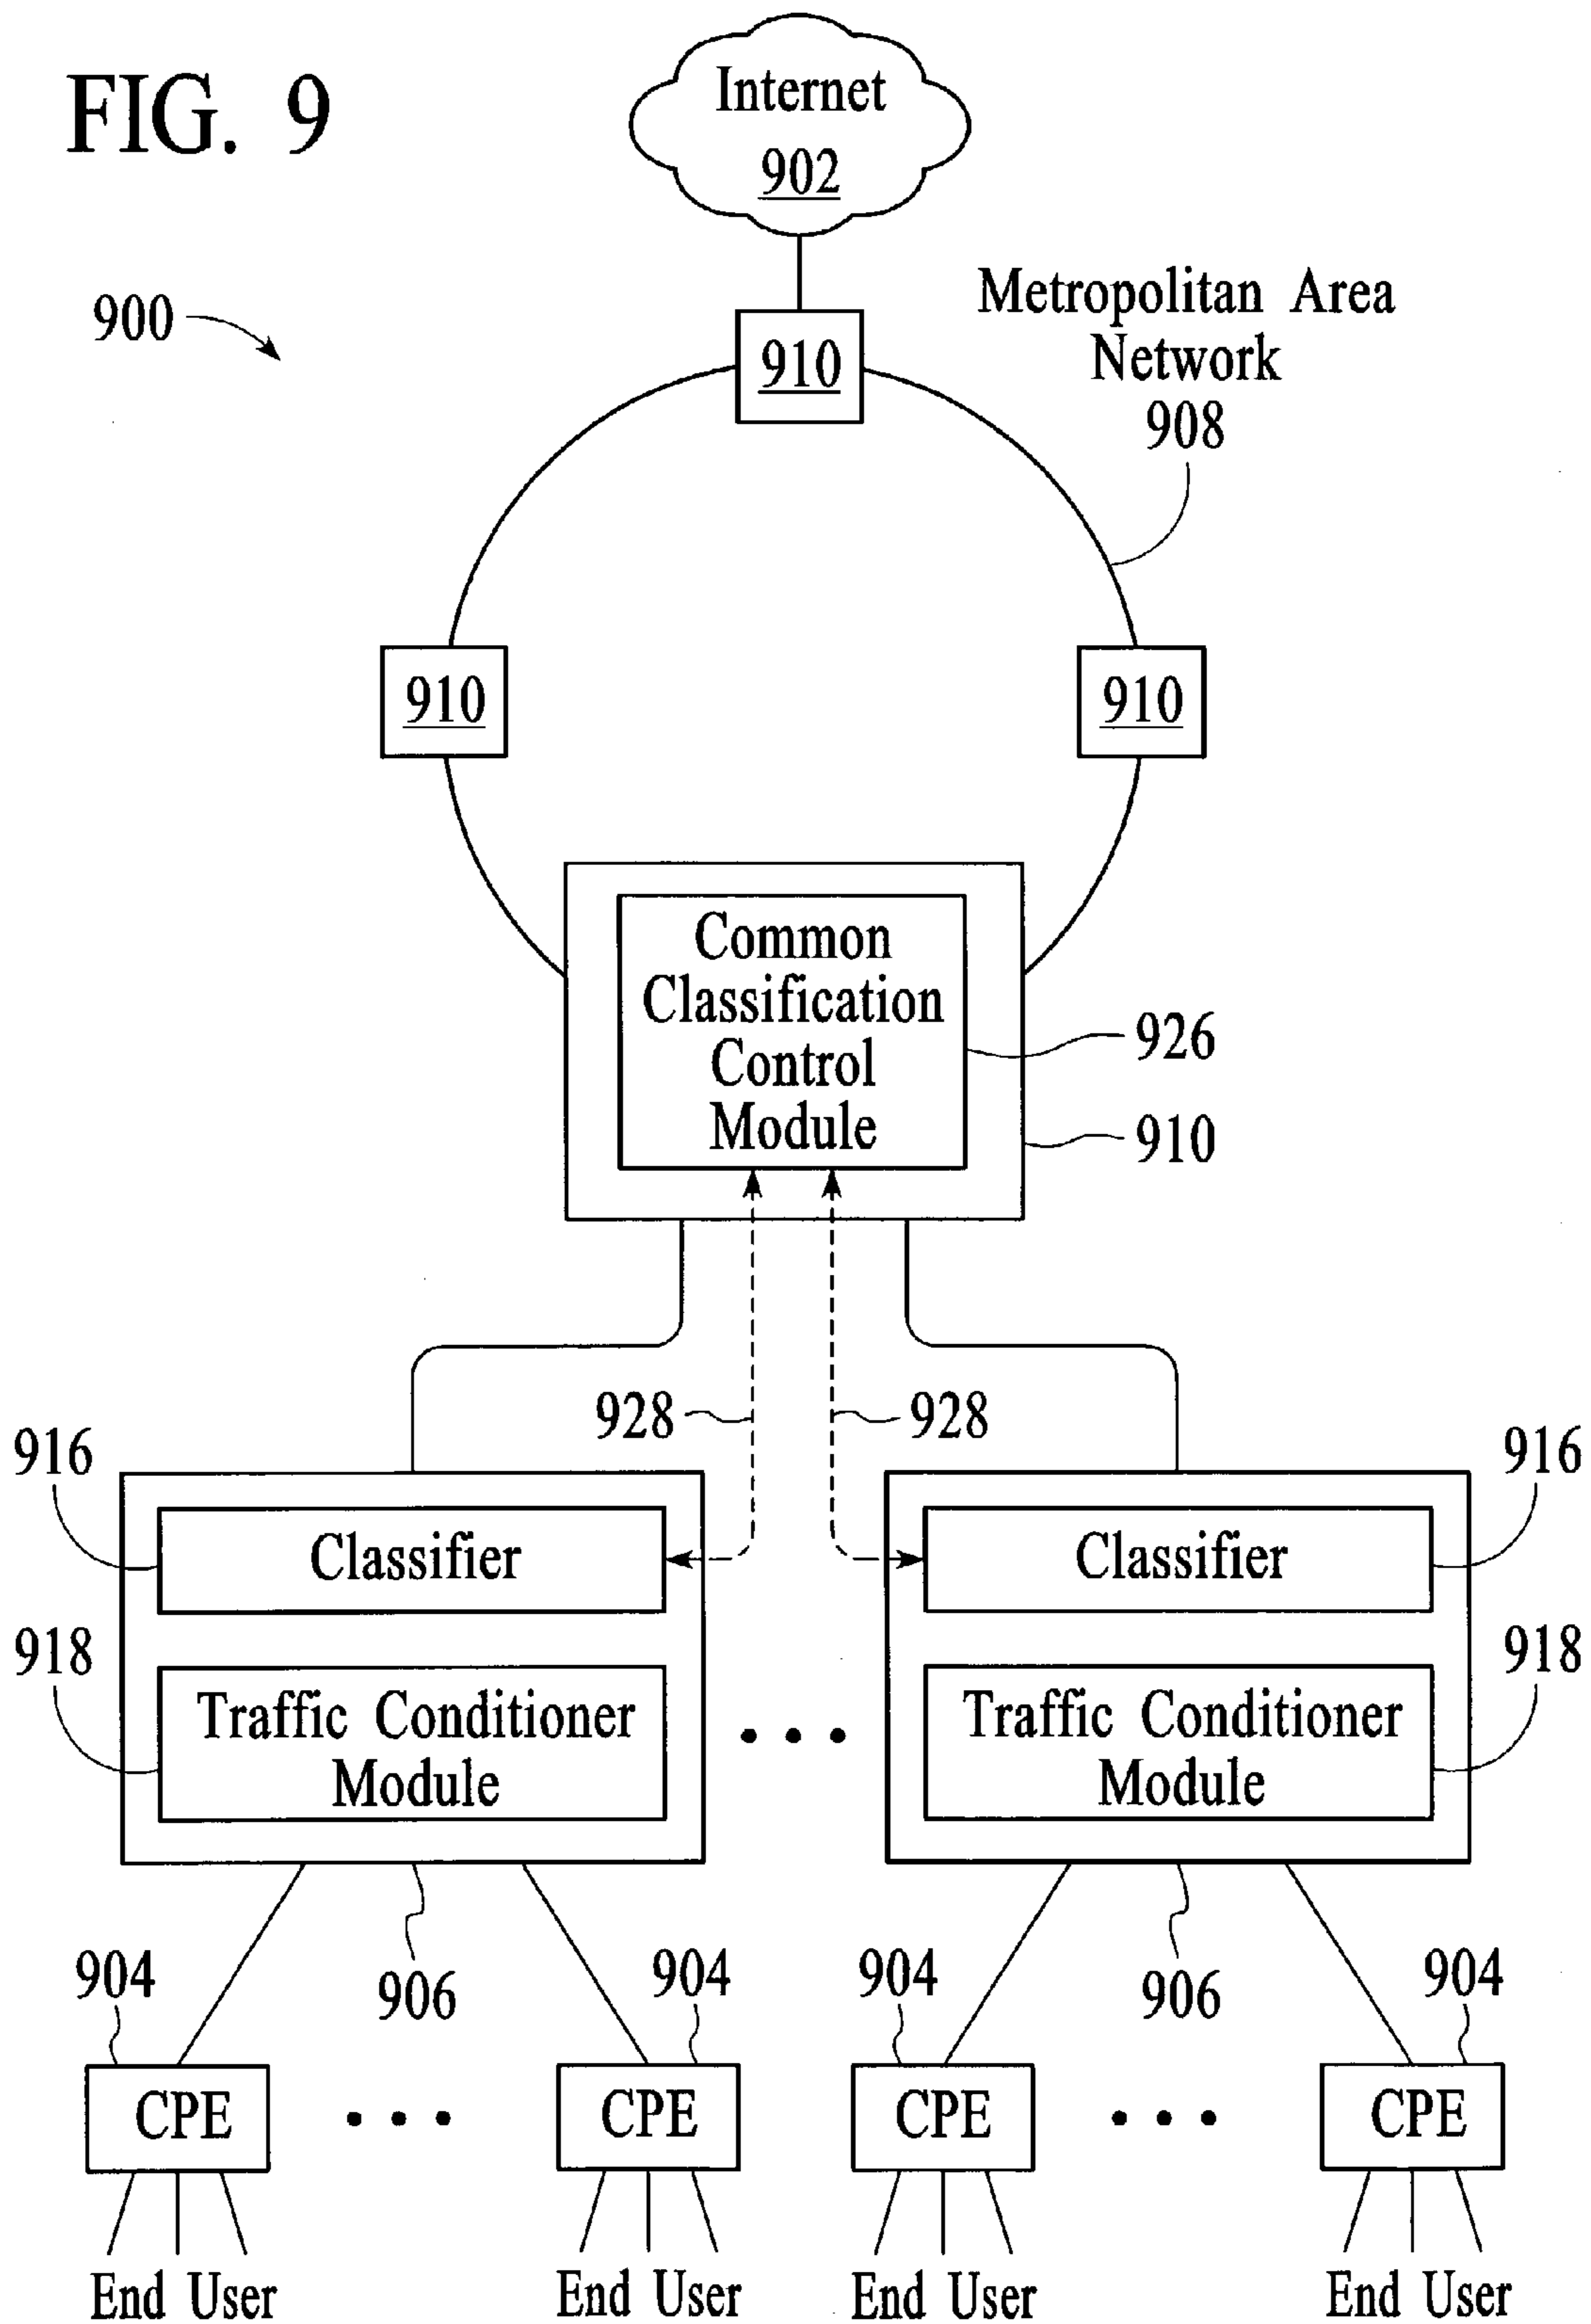 FIG. 9
Internet
902
900
910
Metropolitan Area
Network
908
910
910
Common
Classification
Control
Module
926
910
928
928
916
916
Classifier
Classifier
918
918
Traffic Conditioner
Module
Traffic Conditioner
Module
904
906
904
904
906
904
CPE
CPE
CPE
CPE
End User
End User
End User
End User